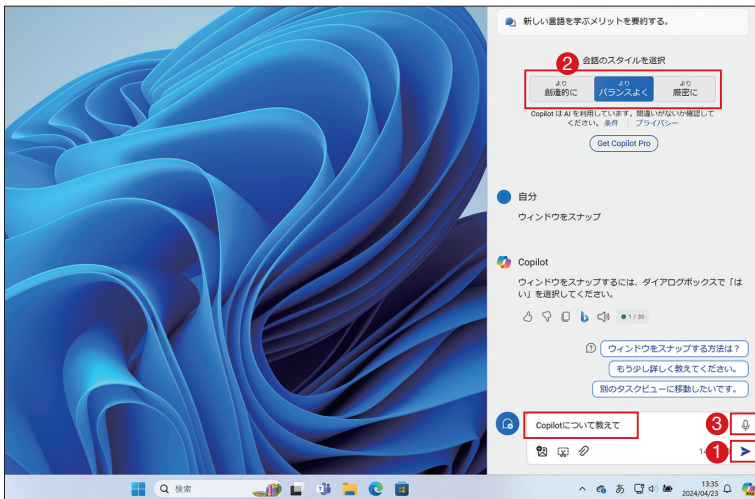 新しい言語を学ぶメリットを要約する。
2
会話のスタイルを選択
より
創造的に
より
バランスよく
より
厳密に
Copilot は AI を利用しています。間違いがないか確認して
ください。 条件 | プライバシー
Get Copilot Pro
自分
ウィンドウをスナップ
Copilot
ウィンドウをスナップするには、ダイアログボックスで「は
い」を選択してください。
1 / 30
ウィンドウをスナップする方法は？
もう少し詳しく教えてください。
別のタスクビューに移動したいです。
Copilotについて教えて
3
1
検索
あ
13:35
2024/04/23